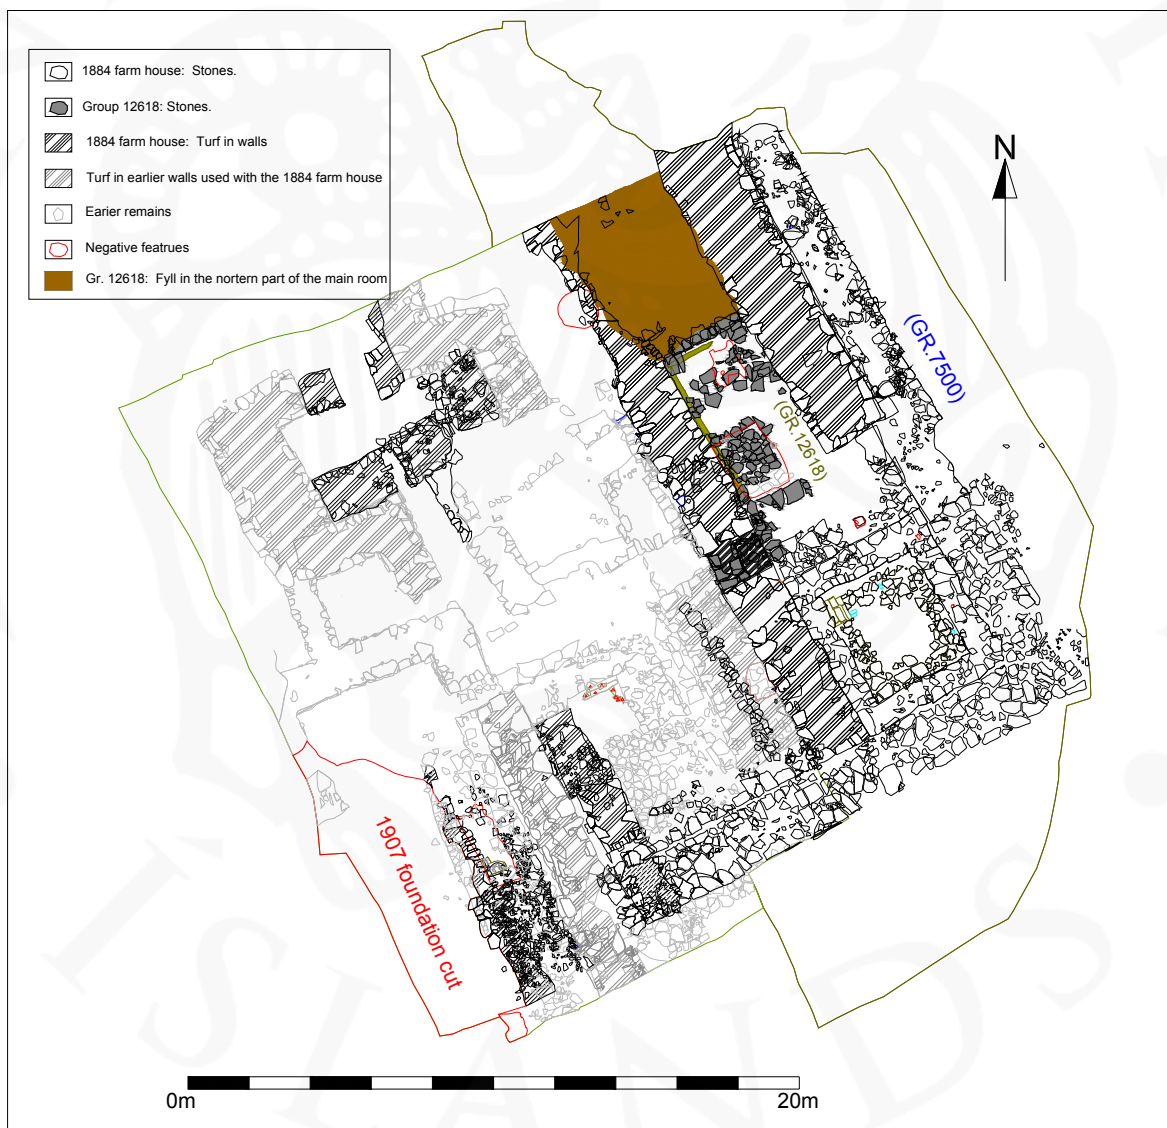 1884 farm house: Stones.
Group 12618: Stones.
1884 farm house: Turf in walls
Turf in earlier walls used with the 1884 farm house
Earier remains
Negative featrues
Gr. 12618: Fyll in the nortern part of the main room
N
(GR.7500)
(GR.12618)
1907 foundation cut
0m
20m
ISLANDS